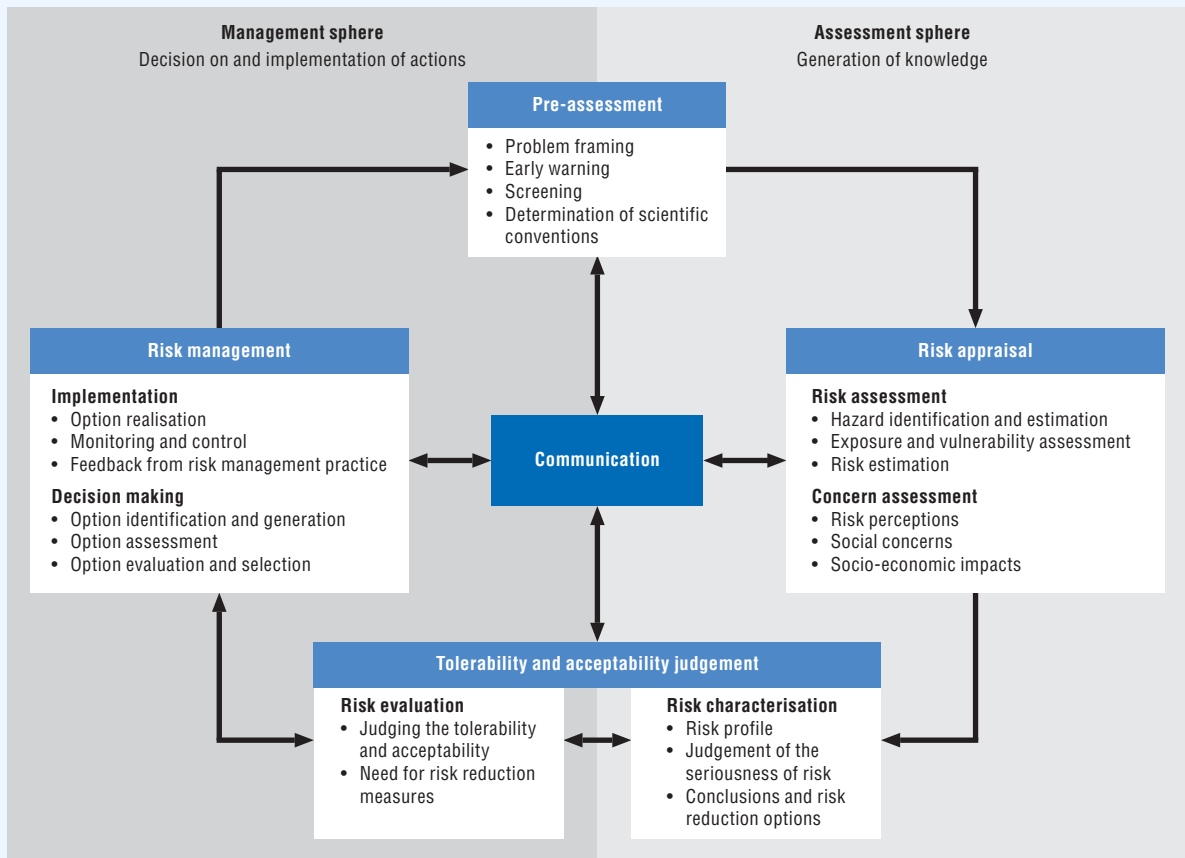 Management sphere
Decision on and implementation of actions
Assessment sphere
Generation of knowledge
Pre-assessment
• Problem framing
• Early warning
• Screening
• Determination of scientific
conventions
Risk management
Implementation
• Option realisation
• Monitoring and control
• Feedback from risk management practice
Decision making
• Option identification and generation
• Option assessment
• Option evaluation and selection
Communication
Risk appraisal
Risk assessment
• Hazard identification and estimation
• Exposure and vulnerability assessment
• Risk estimation
Concern assessment
• Risk perceptions
• Social concerns
• Socio-economic impacts
Tolerability and acceptability judgement
Risk evaluation
• Judging the tolerability
and acceptability
• Need for risk reduction
measures
Risk characterisation
• Risk profile
• Judgement of the
seriousness of risk
• Conclusions and risk
reduction options